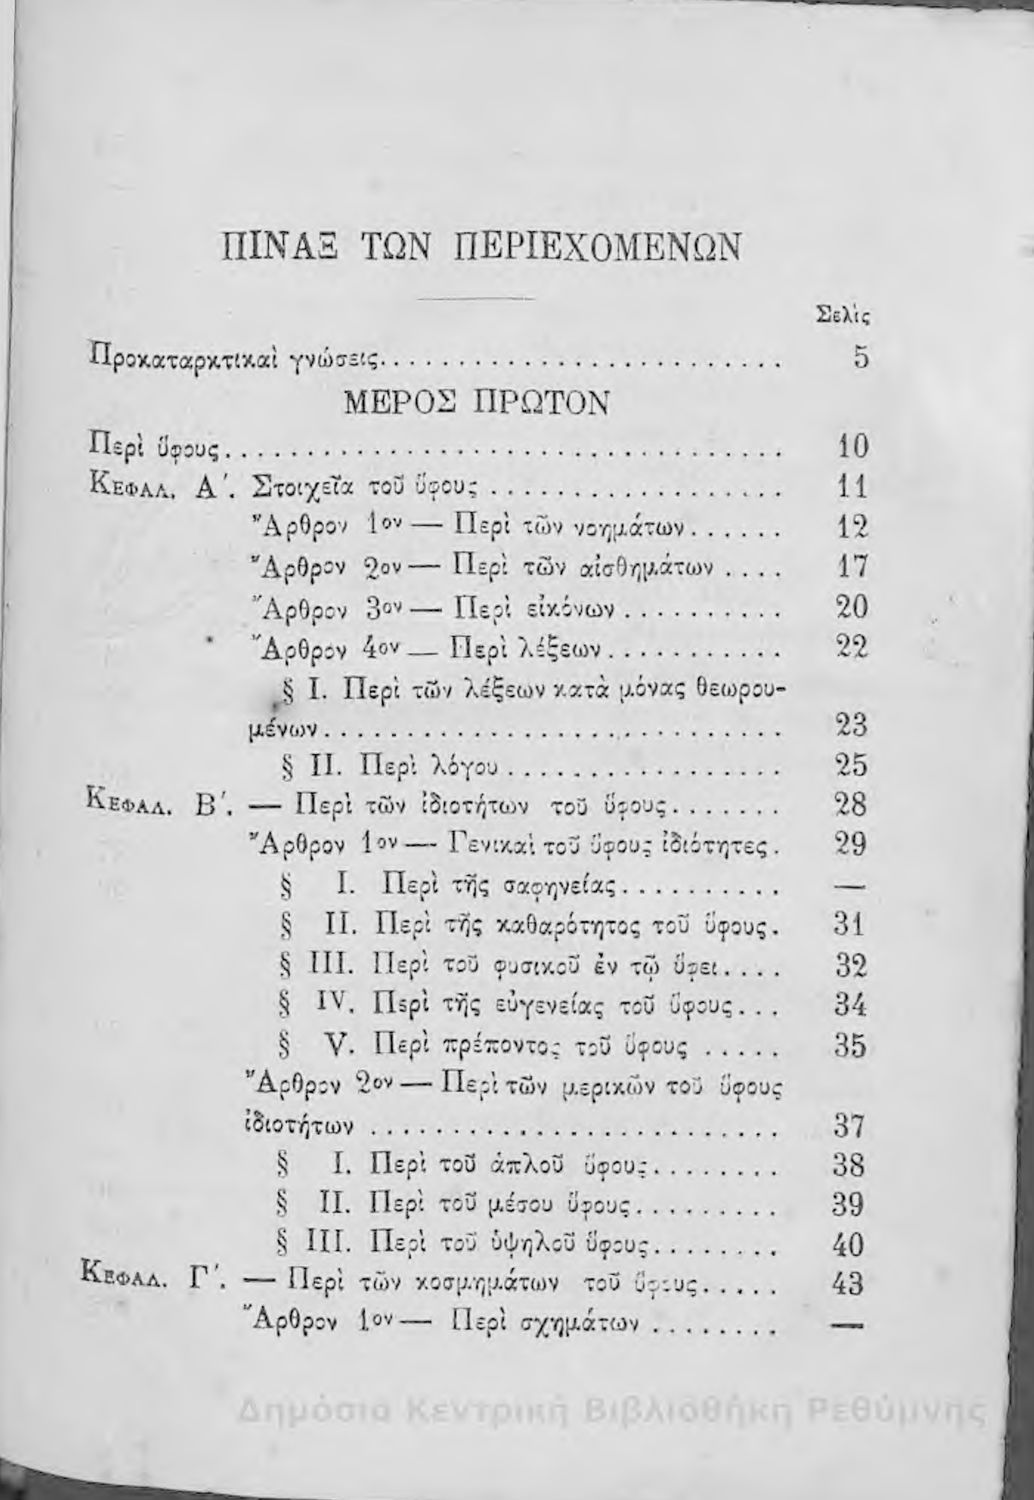 ΠΙΝΑΞ ΤΩΝ ΠΕΡΙΕΧΟΜΕΝΩΝ
Σελὶς
Προκαταρκτικαὶ γνώσεις.......................... 5
ΜΕΡΟΣ ΠΡΩΤΟΝ
Περὶ ὕφους.................................... 10
ΚΕΦΑΛ. Α΄. Στοιχεῖα τοῦ ὕφους ................... 11
Ἄρθρον 1ον — Περὶ τῶν νοημάτων...... 12
Ἄρθρον 2ον — Περὶ τῶν αἰσθημάτων .... 17
Ἄρθρον 3ον — Περὶ εἰκόνων.......... 20
Ἄρθρον 4ον — Περὶ λέξεων........... 22
§ I. Περὶ τῶν λέξεων κατὰ μόνας θεωρου-
μένων............................. 23
§ II. Περὶ λόγου.................. 25
ΚΕΦΑΛ. Β΄. — Περὶ τῶν ἰδιοτήτων τοῦ ὕφους....... 28
Ἄρθρον 1ον — Γενικαὶ τοῦ ὕφους ἰδιότητες. 29
§ I. Περὶ τῆς σαφηνείας.......... —
§ II. Περὶ τῆς καθαρότητος τοῦ ὕφους. 31
§ III. Περὶ τοῦ φυσικοῦ ἐν τῷ ὕφει.... 32
§ IV. Περὶ τῆς εὐγενείας τοῦ ὕφους... 34
§ V. Περὶ πρέποντος τοῦ ὕφους ..... 35
Ἄρθρον 2ον — Περὶ τῶν μερικῶν τοῦ ὕφους
ἰδιοτήτων .......................... 37
§ I. Περὶ τοῦ ἁπλοῦ ὕφους........ 38
§ II. Περὶ τοῦ μέσου ὕφους......... 39
§ III. Περὶ τοῦ ὑψηλοῦ ὕφους........ 40
ΚΕΦΑΛ. Γ΄. — Περὶ τῶν κοσμημάτων τοῦ ὕφους..... 43
Ἄρθρον 1ον — Περὶ σχημάτων ........ —
Δημόσια Κεντρική Βιβλιοθήκη Ρεθύμνης